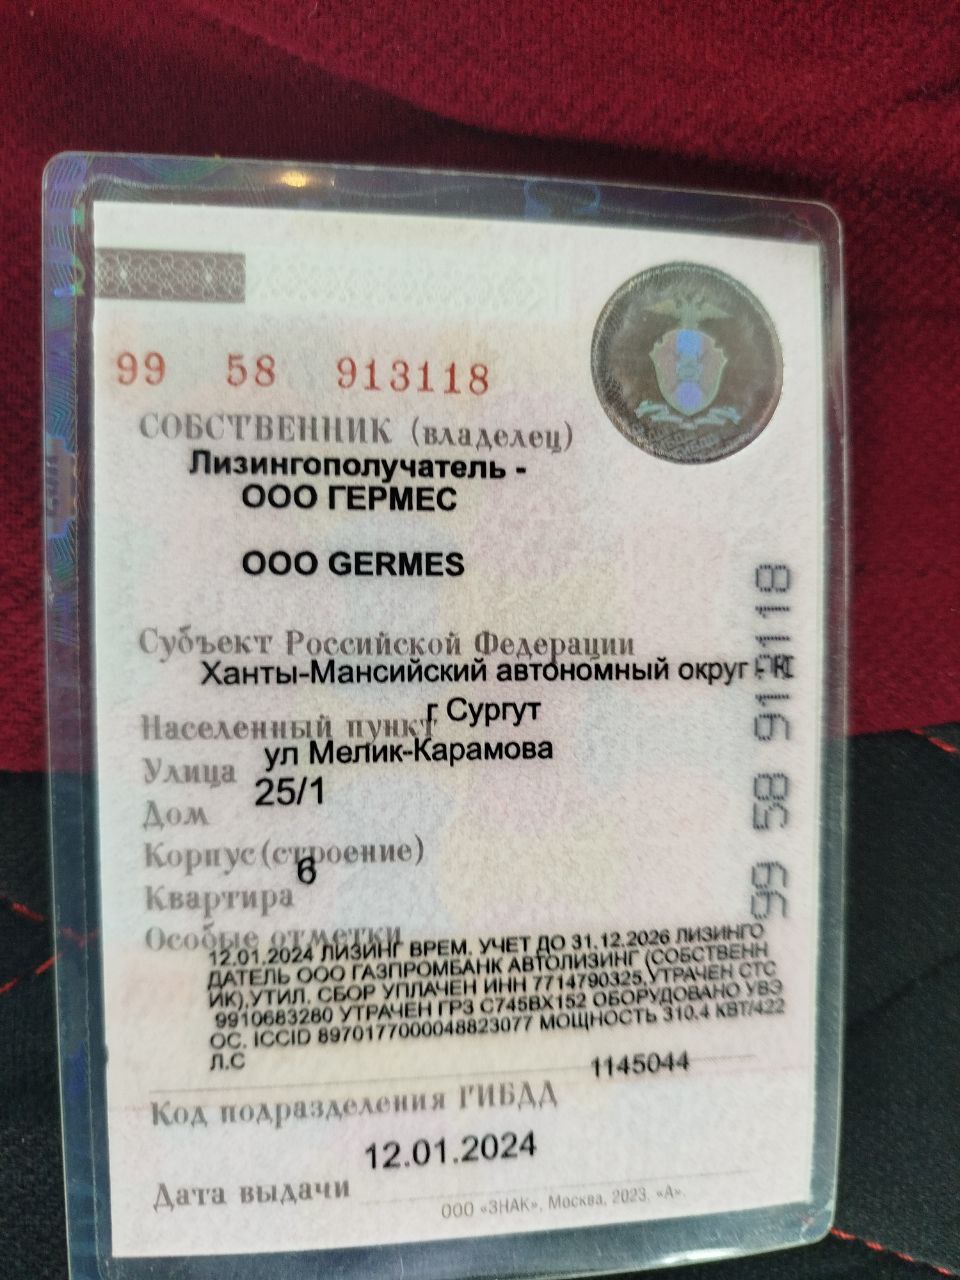 99 58 913118
СОБСТВЕННИК (владелец)
Лизингополучатель -
ООО ГЕРМЕС
ООО GERMES
Субъект Российской Федерации
Ханты-Мансийский автономный округ -
Населенный пункт
г Сургут
Улица
ул Мелик-Карамова
Дом
25/1
Корпус(строение)
Квартира
6
Особые отметки
12.01.2024 ЛИЗИНГ ВРЕМ. УЧЕТ ДО 31.12.2026 ЛИЗИНГО
ДАТЕЛЬ ООО ГАЗПРОМБАНК АВТОЛИЗИНГ (СОБСТВЕНН
ИК),УТИЛ. СБОР УПЛАЧЕН ИНН 7714790325,УТРАЧЕН СТС
9910683280 УТРАЧЕН ГРЗ С745ВХ152 ОБОРУДОВАНО УВЭ
ОС. ICCID 8970177000048823077 МОЩНОСТЬ 310.4 КВТ/422
Л.С
1145044
Код подразделения ГИБДД
12.01.2024
Дата выдачи
ООО «ЗНАК», Москва, 2023, «А».
99 58 913118